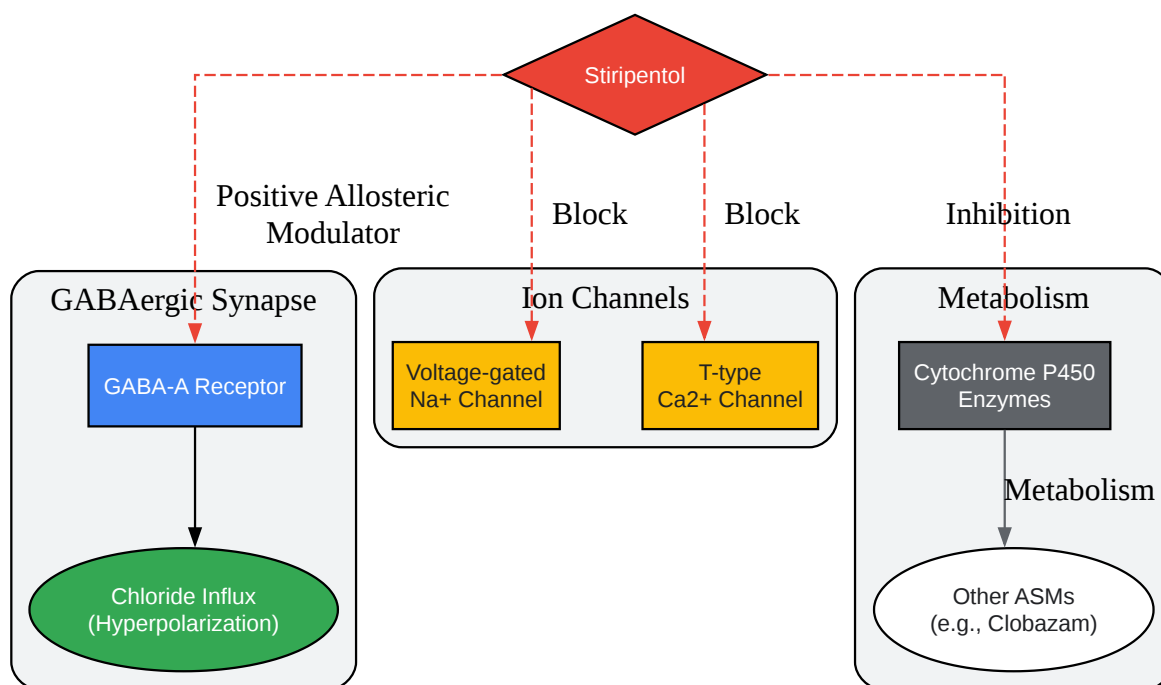 Stiripentol
Positive Allosteric
Modulator
Block
Block
Inhibition
GABAergic Synapse
Ion Channels
Metabolism
GABA-A Receptor
Voltage-gated
Na+ Channel
T-type
Ca2+ Channel
Cytochrome P450
Enzymes
Metabolism
Chloride Influx
(Hyperpolarization)
Other ASMs
(e.g., Clobazam)